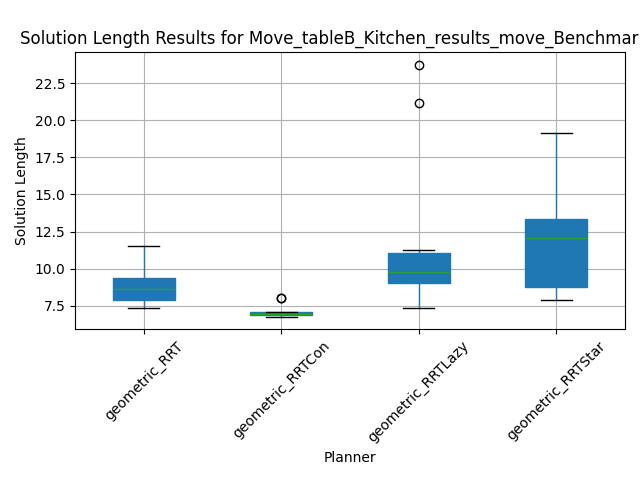 Solution Length Results for Move_tableB_Kitchen_results_move_Benchmar
22.5
20.0
17.5
15.0
12.5
10.0
7.5
Solution Length
geometric_RRT
geometric_RRTCon
geometric_RRTLazy
geometric_RRTStar
Planner